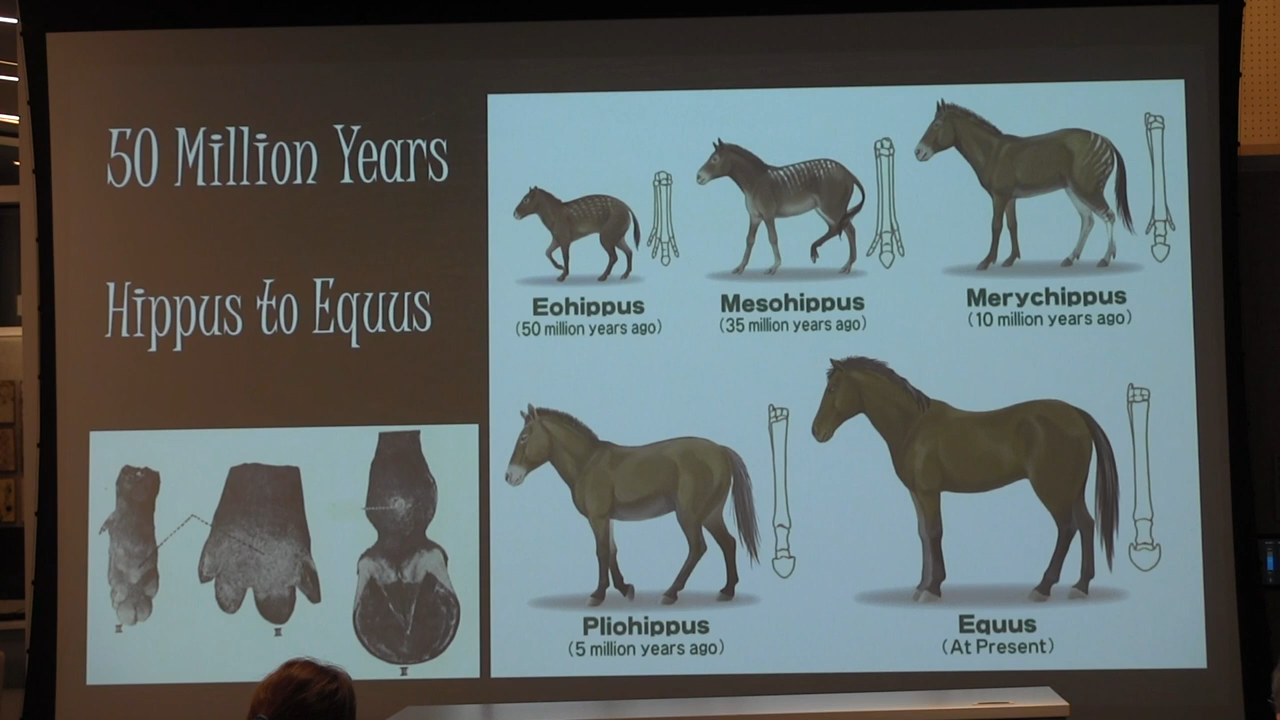 50 Million Years
Hippus to Equus
Eohippus
(50 million years ago)
Mesohippus
(35 million years ago)
Merychippus
(10 million years ago)
Pliohippus
(5 million years ago)
Equus
(At Present)